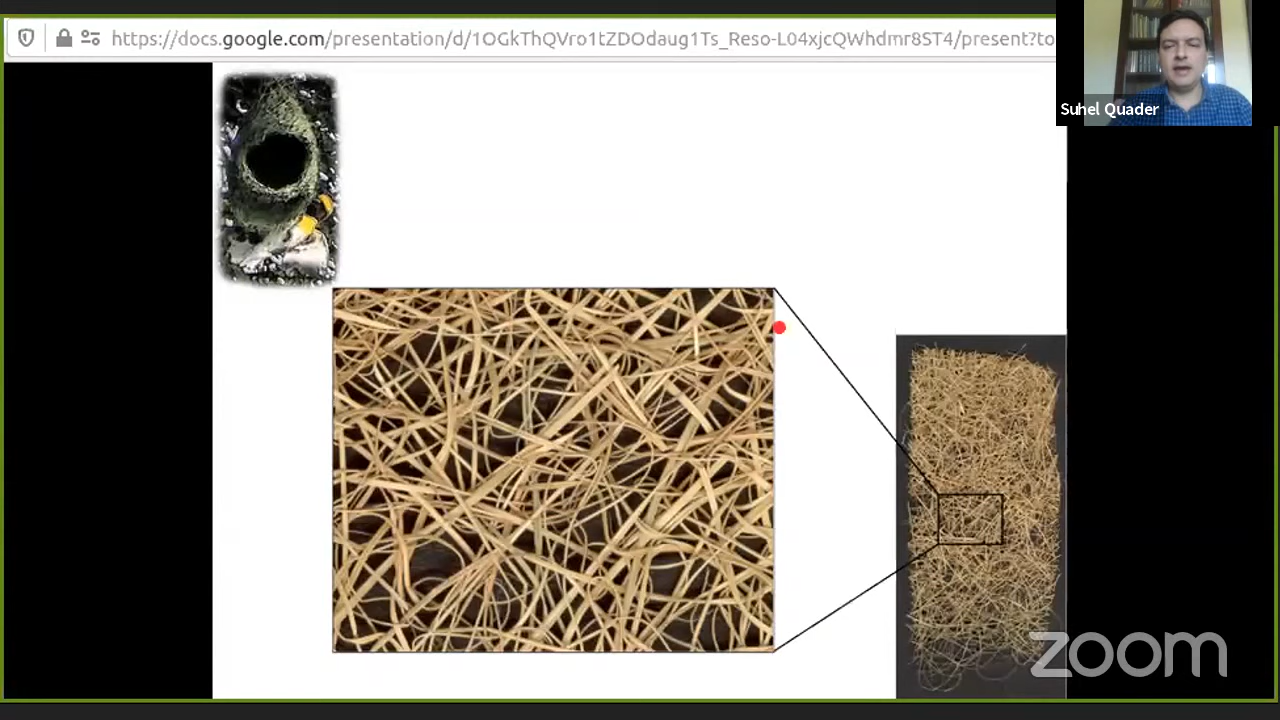 https://docs.google.com/presentation/d/1OGkThQVro1tZDOdaug1Ts_Reso-L04xjcQWhdmr8ST4/present?to
Suhel Quader
zoom